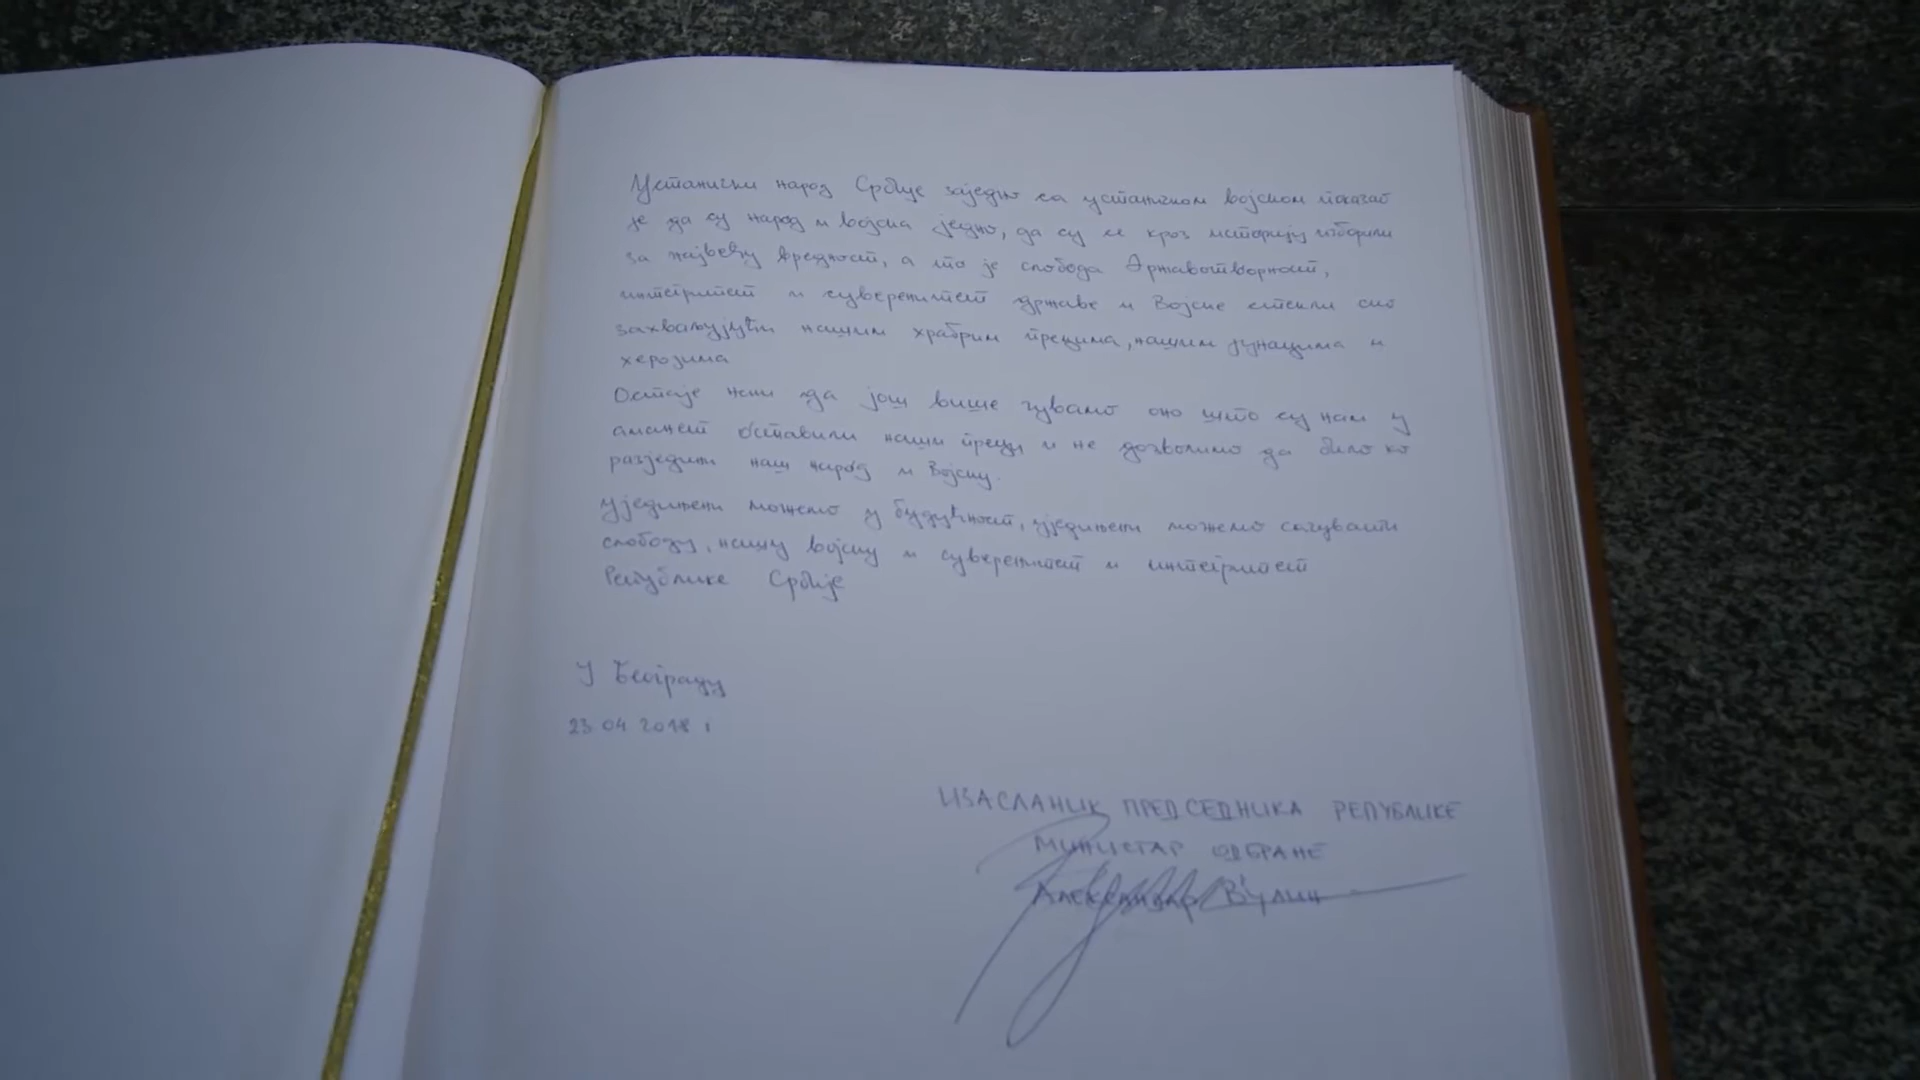 Устанички народ Србије заједно са устаничком војском показао
је да су народ и војска једно, да су се кроз историју изборили
за највећу вредност, а то је слобода Државотворност,
интегритет и суверенитет државе и Војске стекли смо
захваљујући нашим храбрим прецима, нашим јунацима и
херојима
Остаје нама да још више чувамо оно што су нам у
аманет оставили наши преци и не дозволимо да било ко
разједини наш народ и Војску.
Уједињени можемо у будућност, уједињени можемо сачувати
слободу, нашу војску и суверенитет и интегритет
Републике Србије
У Београду
23 04 2018 г
ИЗАСЛАНИК ПРЕДСЕДНИКА РЕПУБЛИКЕ
МИНИСТАР ОДБРАНЕ
Александар Вулин